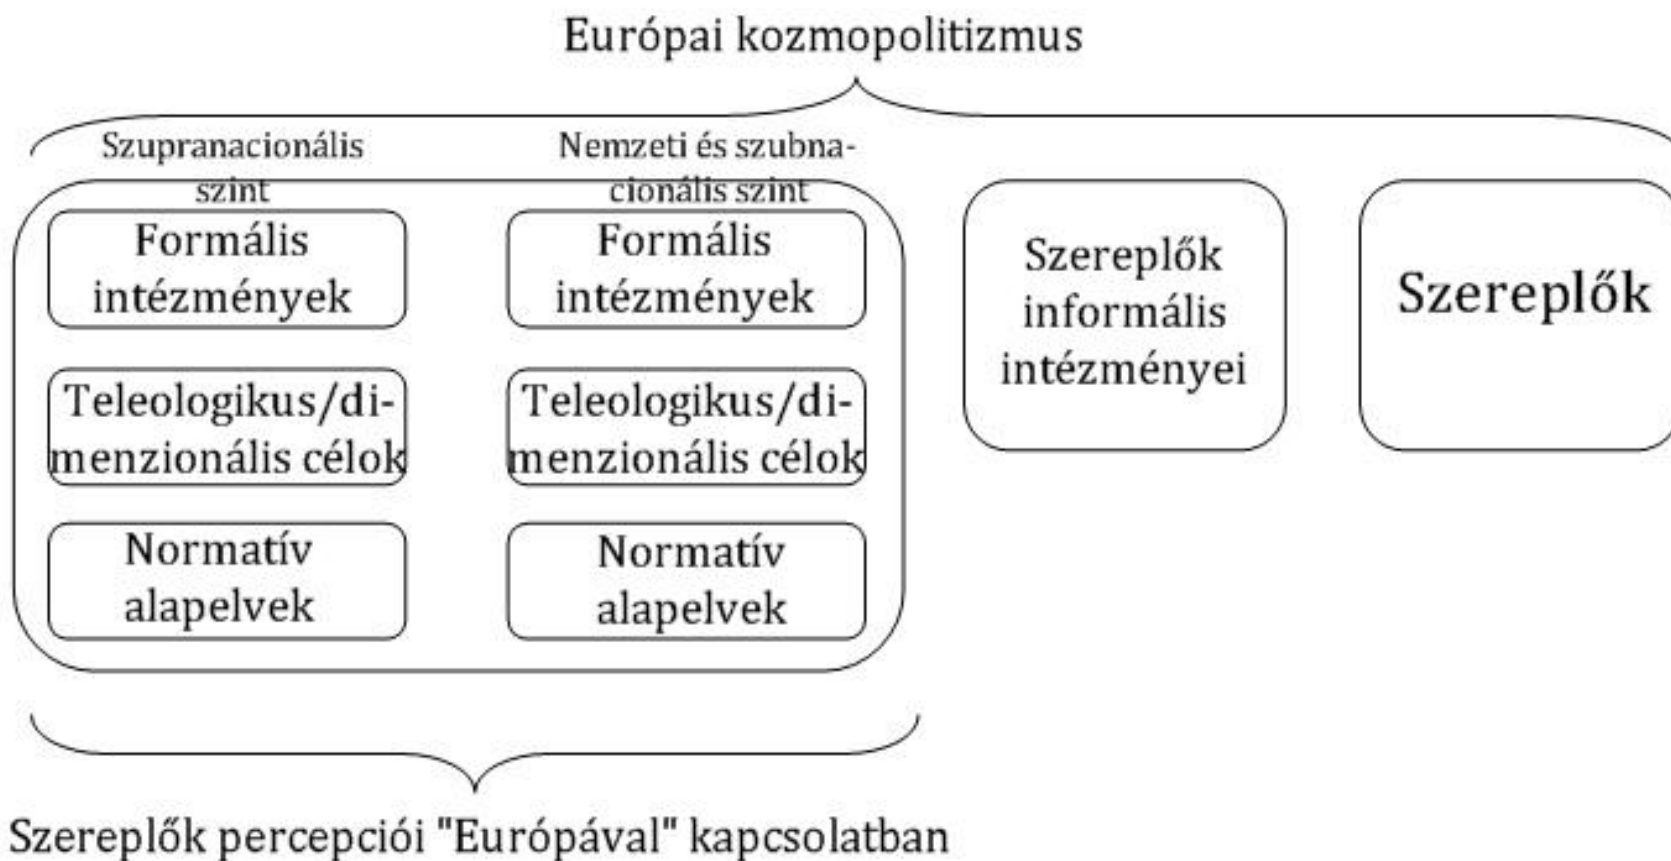 Európai kozmopolitizmus
Szupranacionális
szint
Nemzeti és szubna-
cionális szint
Formális
intézmények
Formális
intézmények
Szereplők
informális
intézményei
Szereplők
Teleologikus/di-
menzionális célok
Teleologikus/di-
menzionális célok
Normatív
alapelvek
Normatív
alapelvek
Szereplők percepciói "Európával" kapcsolatban